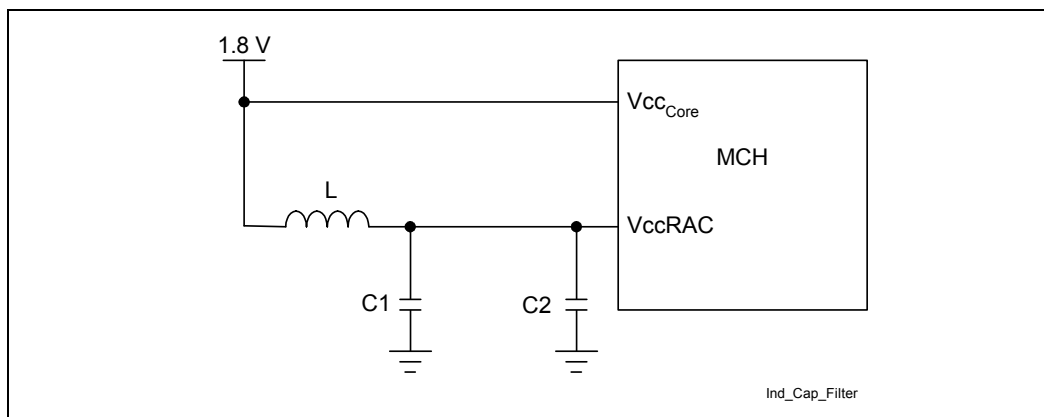 1.8 V
Vcc Core
MCH
L
VccRAC
C1
C2
Ind_Cap_Filter